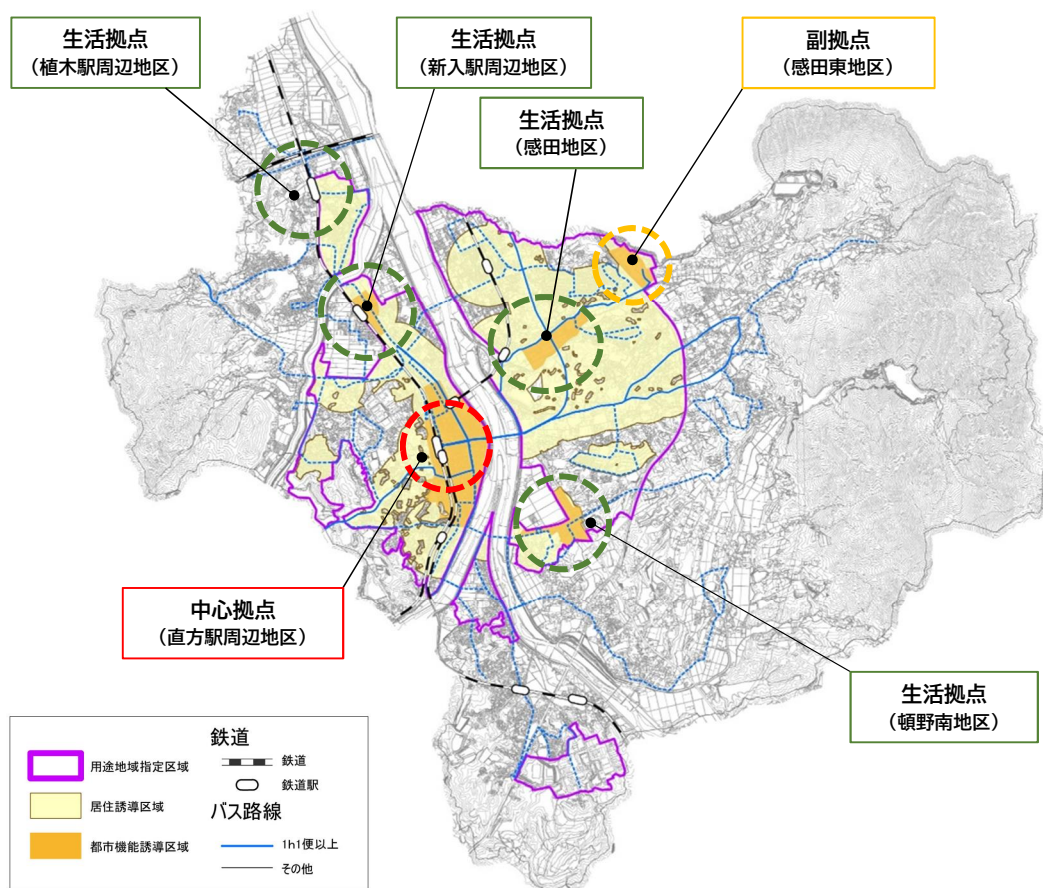 生活拠点
（植木駅周辺地区）
生活拠点
（新入駅周辺地区）
副拠点
（感田東地区）
生活拠点
（感田地区）
中心拠点
（直方駅周辺地区）
生活拠点
（頓野南地区）
鉄道
用途地域指定区域
鉄道
鉄道駅
居住誘導区域
バス路線
都市機能誘導区域
1h1便以上
その他